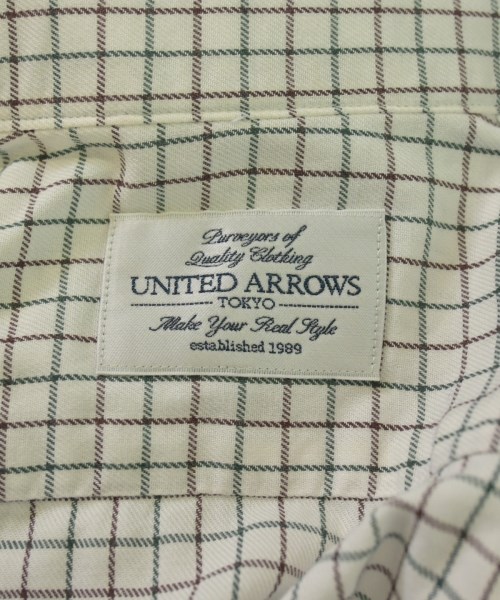 Purveyors of
Quality Clothing
UNITED ARROWS
TOKYO
Make Your Real Style
established 1989